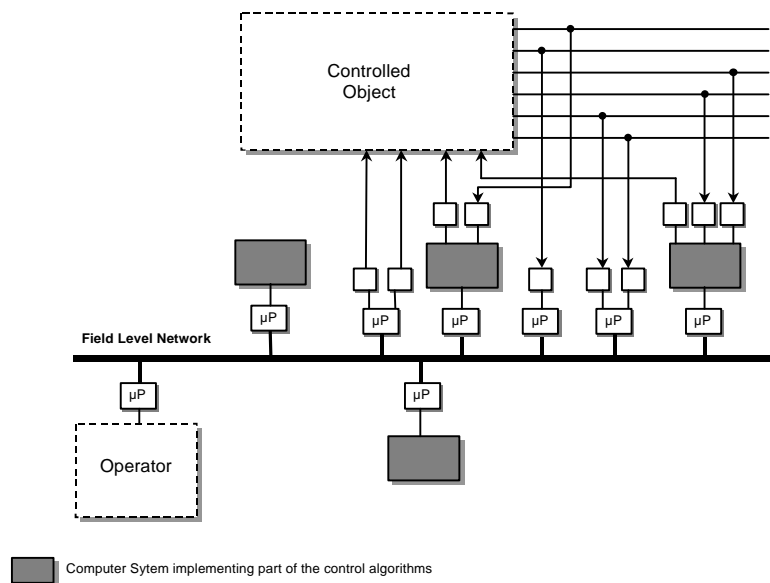 Controlled
Object
µP
µP
µP
µP
µP
µP
Field Level Network
µP
µP
Operator
Computer Sytem implementing part of the control algorithms